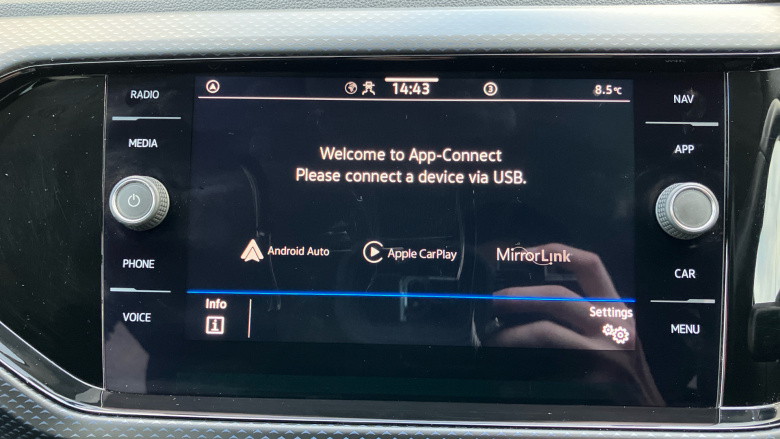 RADIO
MEDIA
PHONE
VOICE
14:43
3
8.5°C
Welcome to App-Connect
Please connect a device via USB.
Android Auto
Apple CarPlay
MirrorLink
Info
i
Settings
NAV
APP
CAR
MENU